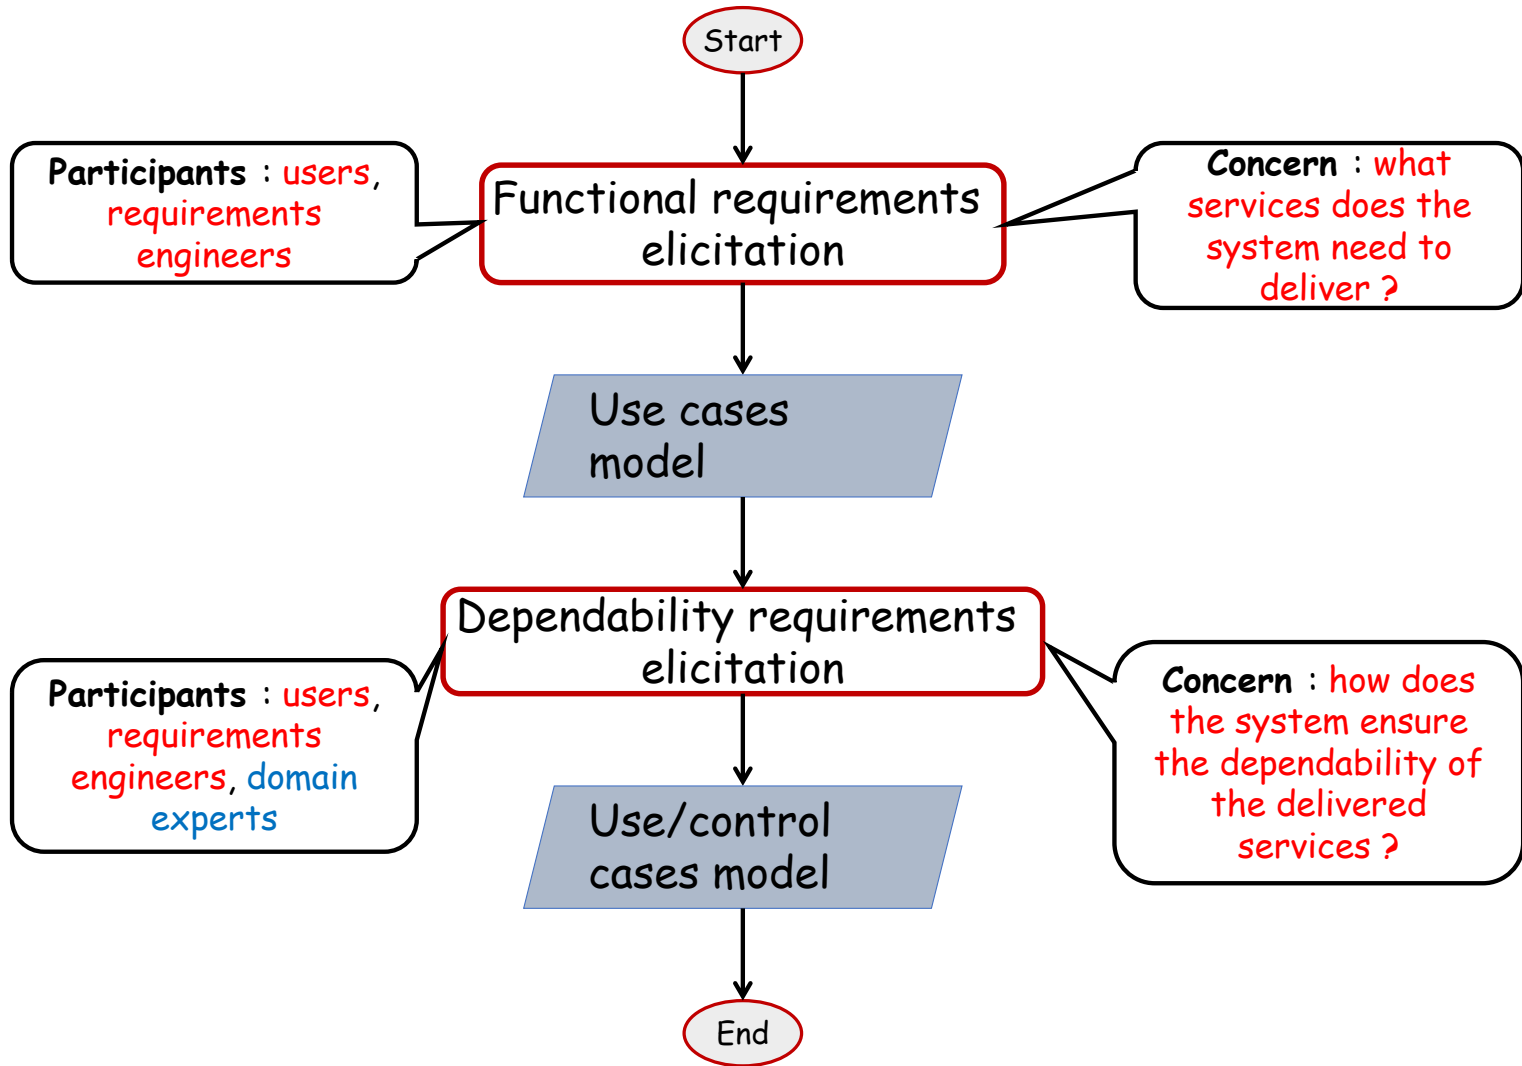 Start
Participants : users,
requirements
engineers
Functional requirements
elicitation
Concern : what
services does the
system need to
deliver ?
Use cases
model
Dependability requirements
elicitation
Participants : users,
requirements
engineers, domain
experts
Concern : how does
the system ensure
the dependability of
the delivered
services ?
Use/control
cases model
End